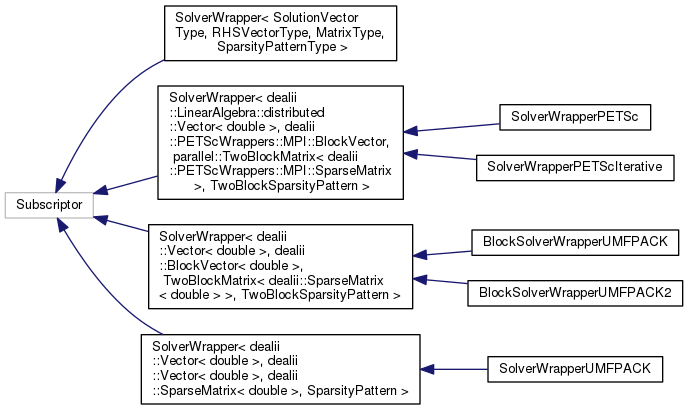 SolverWrapper< SolutionVector
Type, RHSVectorType, MatrixType,
SparsityPatternType >
SolverWrapper< dealii
::LinearAlgebra::distributed
::Vector< double >, dealii
::PETScWrappers::MPI::BlockVector,
parallel::TwoBlockMatrix< dealii
::PETScWrappers::MPI::SparseMatrix
>, TwoBlockSparsityPattern >
SolverWrapperPETSc
SolverWrapperPETScIterative
Subscriptor
SolverWrapper< dealii
::Vector< double >, dealii
::BlockVector< double >,
TwoBlockMatrix< dealii::SparseMatrix
< double > >, TwoBlockSparsityPattern >
BlockSolverWrapperUMFPACK
BlockSolverWrapperUMFPACK2
SolverWrapper< dealii
::Vector< double >, dealii
::Vector< double >, dealii
::SparseMatrix< double >, SparsityPattern >
SolverWrapperUMFPACK